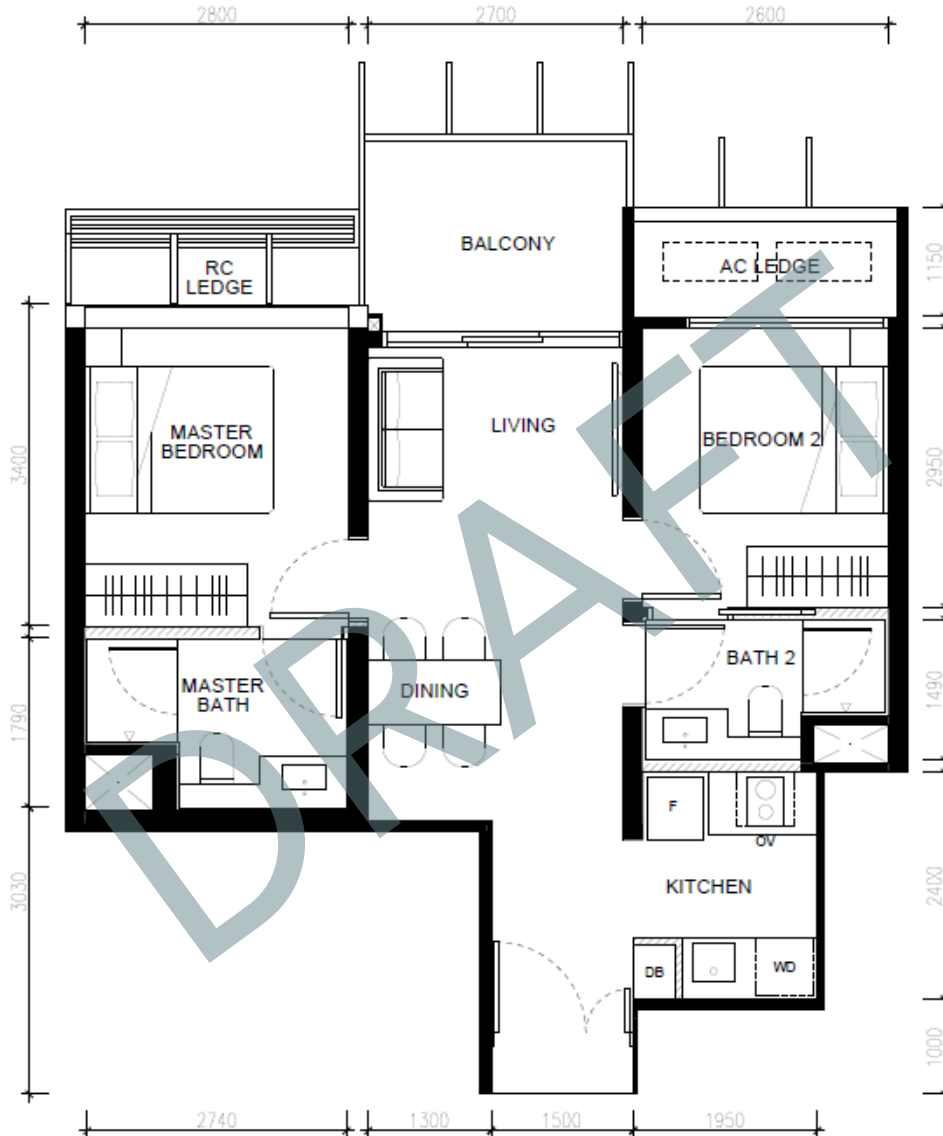 2800
2700
2600
BALCONY
RC
LEDGE
AC LEDGE
1150
MASTER
BEDROOM
LIVING
BEDROOM 2
3400
2950
MASTER
BATH
DINING
BATH 2
1790
1490
F
OV
KITCHEN
3030
2400
DB
WD
1000
2740
1300
1500
1950
DRAFT